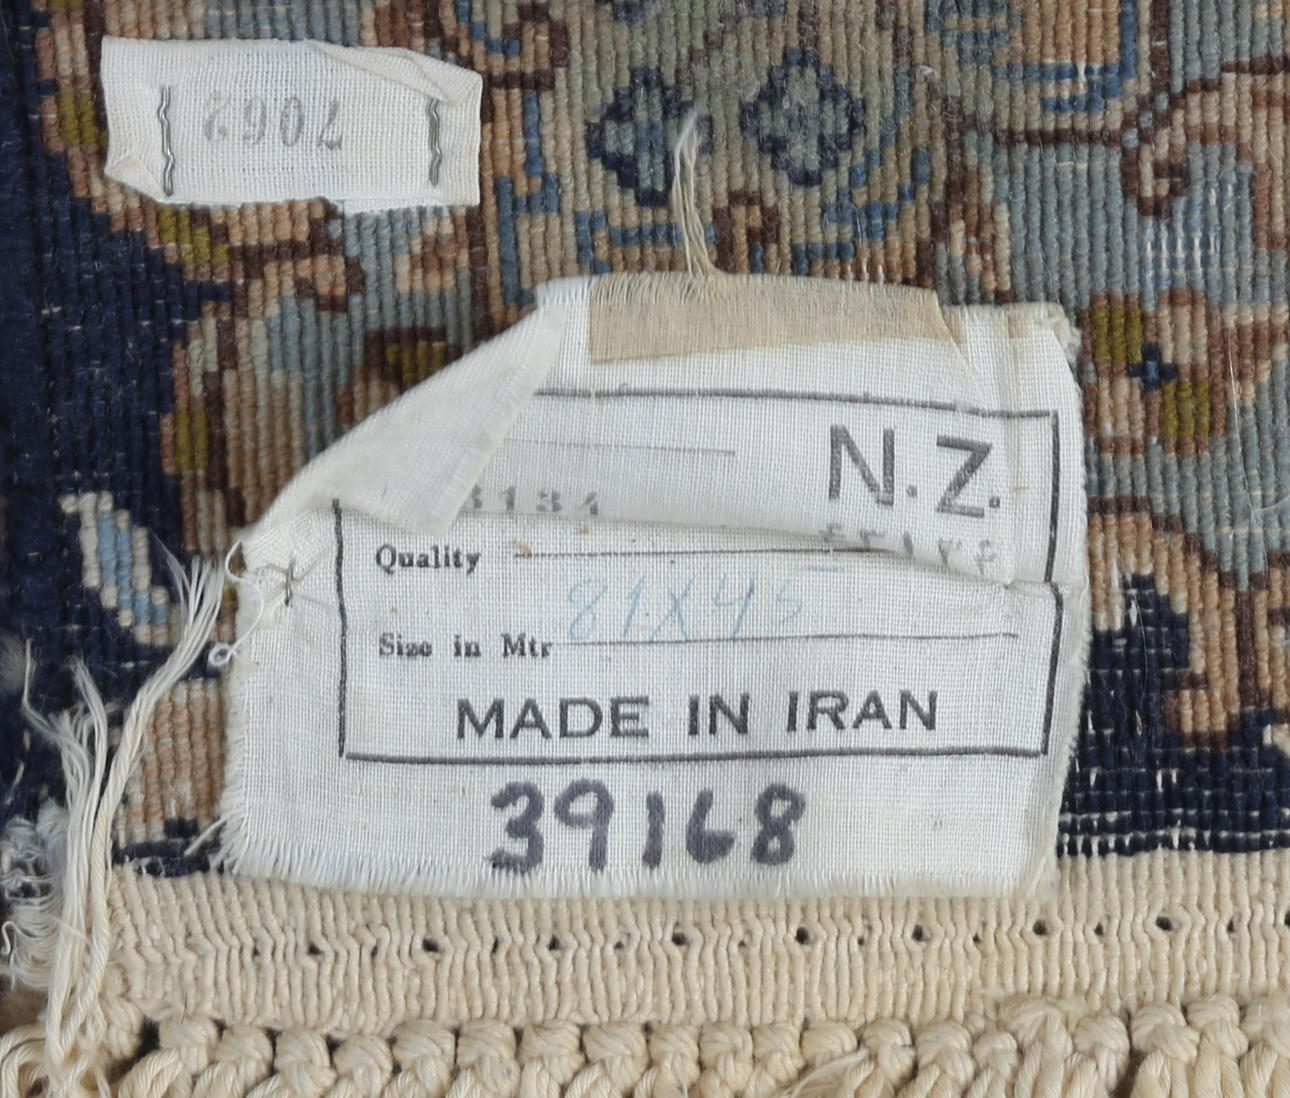 7062
N.Z.
3134
Quality
Size in Mtr 81X45
MADE IN IRAN
39168